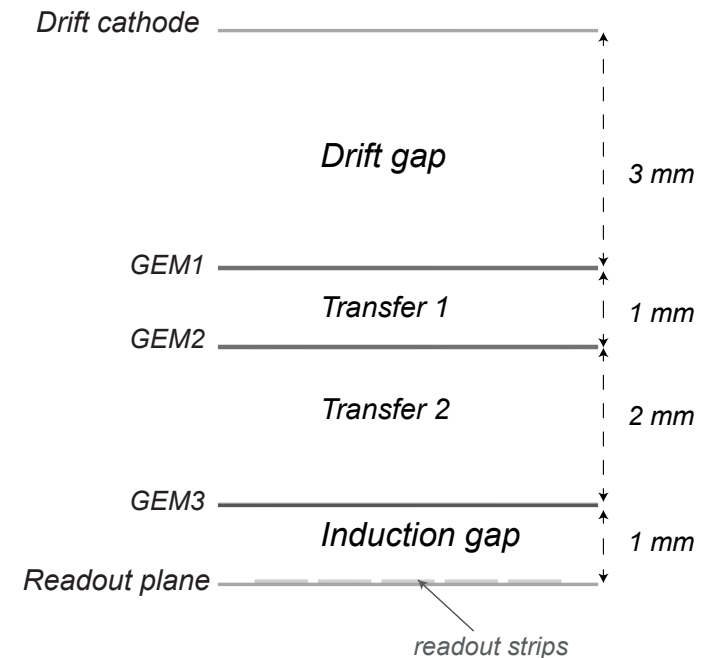 Drift cathode
Drift gap
3 mm
GEM1
Transfer 1
1 mm
GEM2
Transfer 2
2 mm
GEM3
Induction gap
1 mm
Readout plane
readout strips